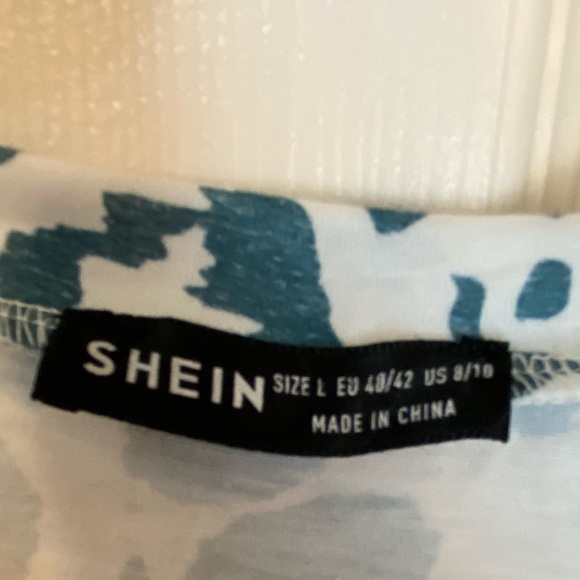 SHEIN SIZE L EU 40/42 US 8/10
MADE IN CHINA